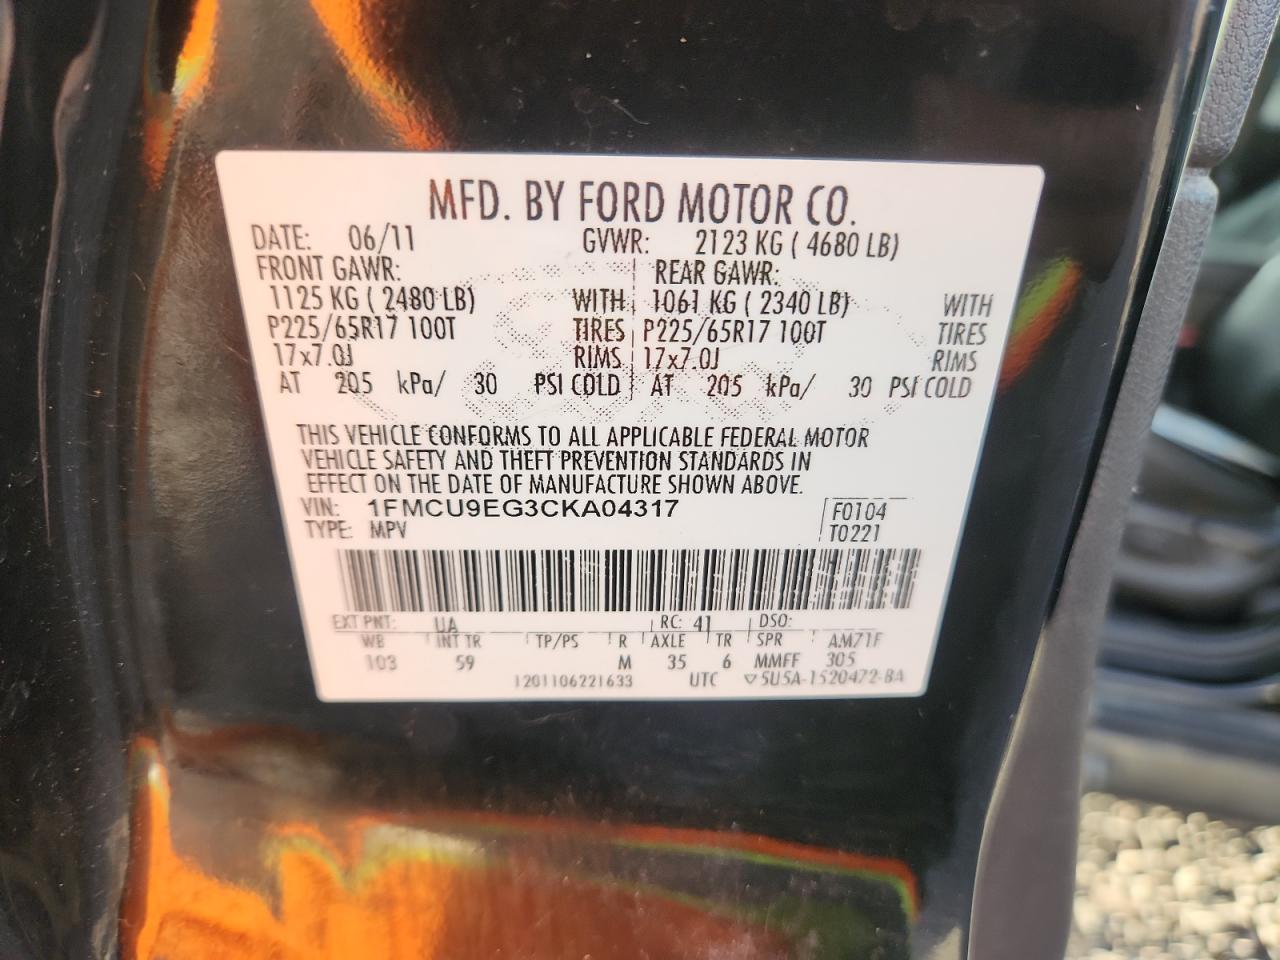 MFD. BY FORD MOTOR CO.
DATE: 06/11 GVWR: 2123 KG ( 4680 LB)
FRONT GAWR: REAR GAWR:
1125 KG ( 2480 LB) WITH 1061 KG ( 2340 LB) WITH
P225/65R17 100T TIRES P225/65R17 100T TIRES
17x7.0J RIMS 17x7.0J RIMS
AT 205 kPa/ 30 PSI COLD AT 205 kPa/ 30 PSI COLD
THIS VEHICLE CONFORMS TO ALL APPLICABLE FEDERAL MOTOR
VEHICLE SAFETY AND THEFT PREVENTION STANDARDS IN
EFFECT ON THE DATE OF MANUFACTURE SHOWN ABOVE.
VIN: 1FMCU9EG3CKA04317 F0104
TYPE: MPV T0221
EXT PNT: UA RC: 41 DSO:
WB INT TR TP/PS R AXLE TR SPR AM71F
103 59 M 35 6 MMFF 305
1201106221633 UTC ▽5U5A-1520472-BA